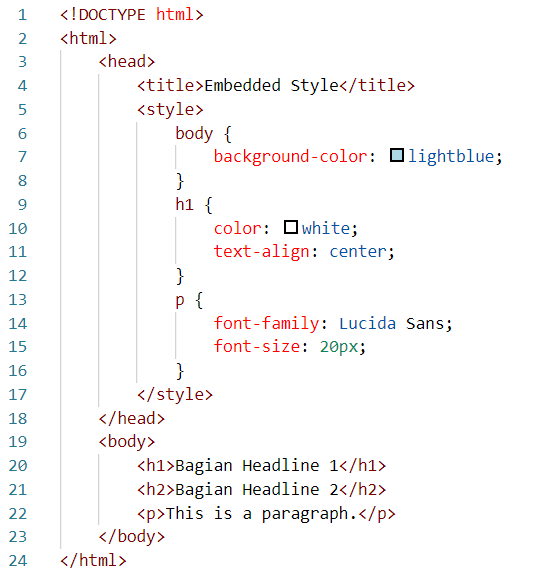 1 <!DOCTYPE html>
2 <html>
3     <head>
4         <title>Embedded Style</title>
5         <style>
6             body {
7                 background-color: lightblue;
8             }
9             h1 {
10                 color: white;
11                 text-align: center;
12             }
13             p {
14                 font-family: Lucida Sans;
15                 font-size: 20px;
16             }
17         </style>
18     </head>
19     <body>
20         <h1>Bagian Headline 1</h1>
21         <h2>Bagian Headline 2</h2>
22         <p>This is a paragraph.</p>
23     </body>
24 </html>